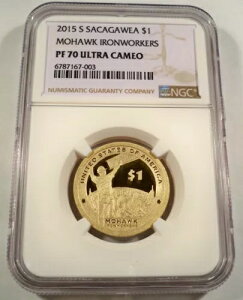 2015 S SACAGAWEA $1
MOHAWK IRONWORKERS
PF 70 ULTRA CAMEO
6787167-003
NUMISMATIC GUARANTY COMPANY
NGC
UNITED STATES OF AMERICA
$1
MOHAWK
IRONWORKERS